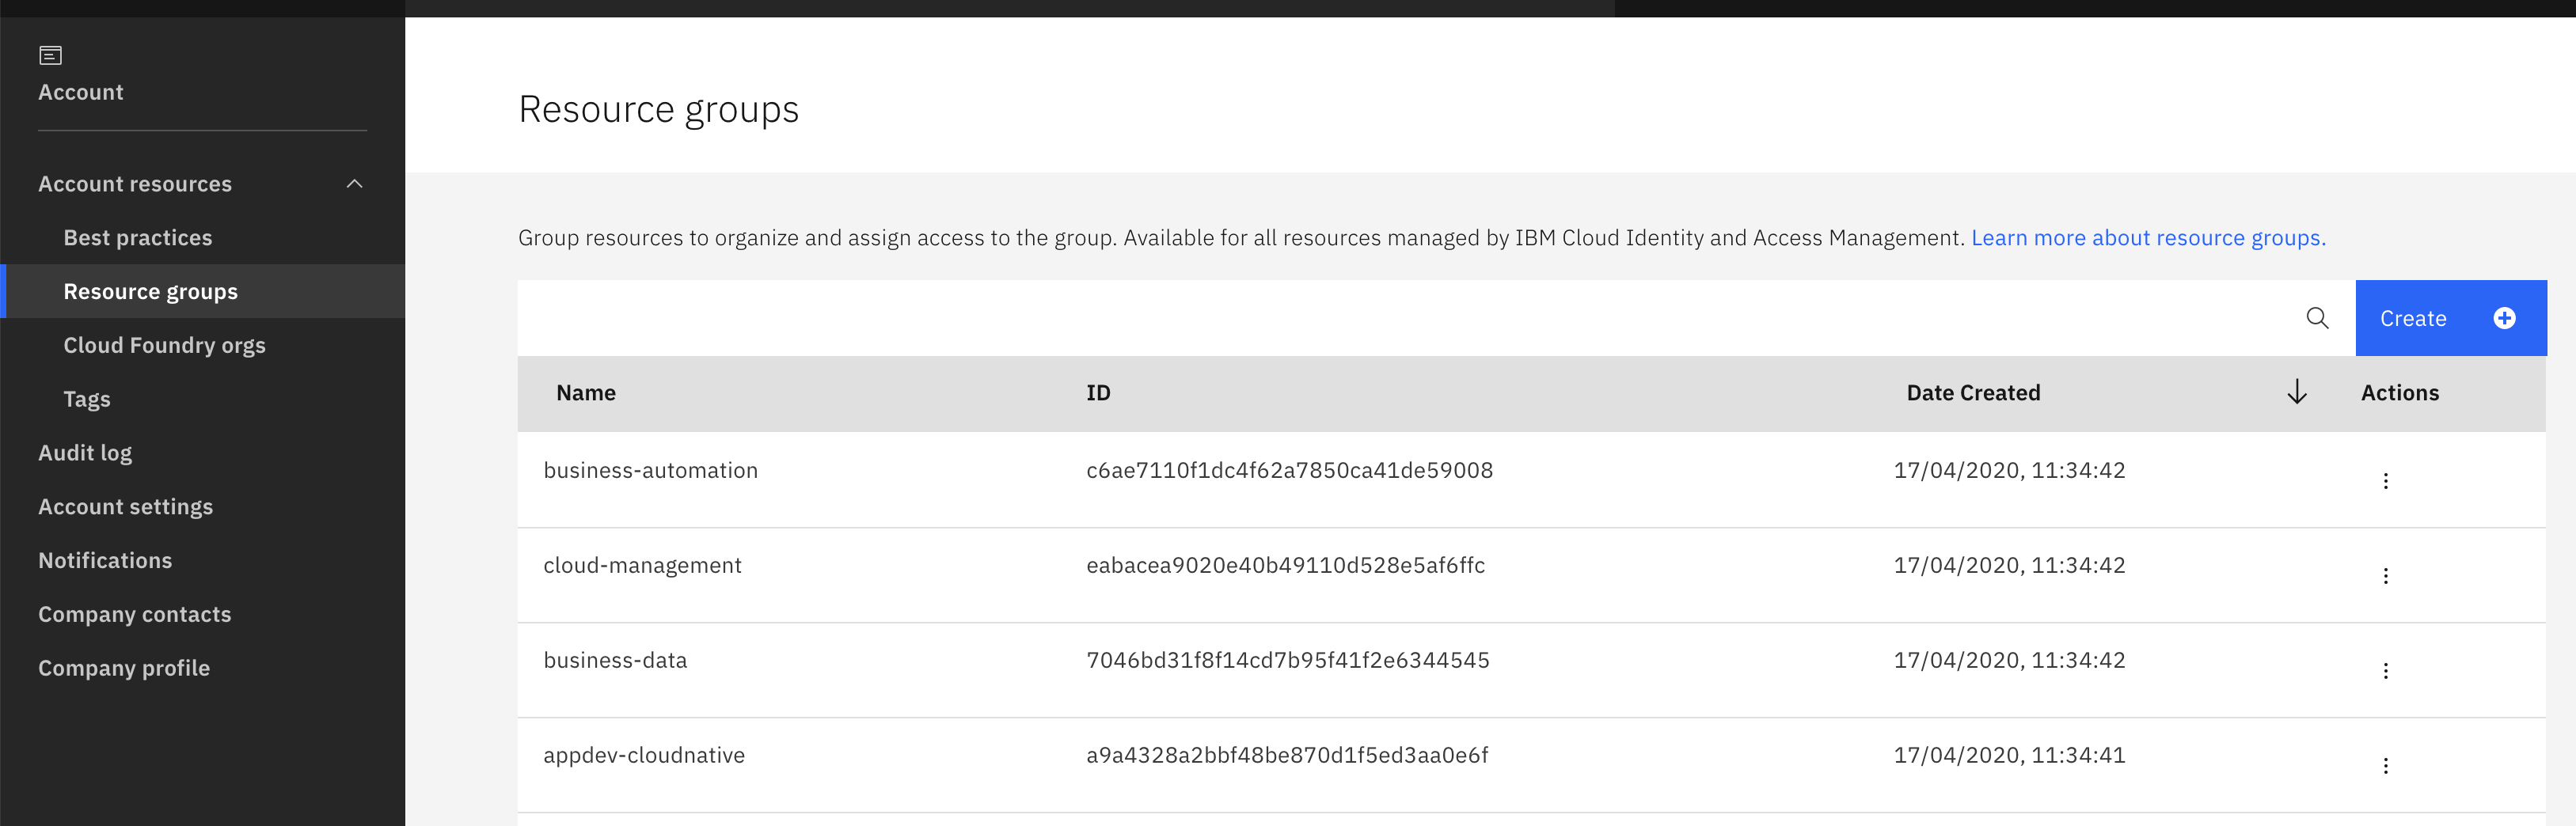 Account
Account resources
Best practices
Resource groups
Cloud Foundry orgs
Tags
Audit log
Account settings
Notifications
Company contacts
Company profile
Resource groups
Group resources to organize and assign access to the group. Available for all resources managed by IBM Cloud Identity and Access Management. Learn more about resource groups.
Create
Name ID Date Created Actions
business-automation c6ae7110f1dc4f62a7850ca41de59008 17/04/2020, 11:34:42
cloud-management eabacea9020e40b49110d528e5af6ffc 17/04/2020, 11:34:42
business-data 7046bd31f8f14cd7b95f41f2e6344545 17/04/2020, 11:34:42
appdev-cloudnative a9a4328a2bbf48be870d1f5ed3aa0e6f 17/04/2020, 11:34:41